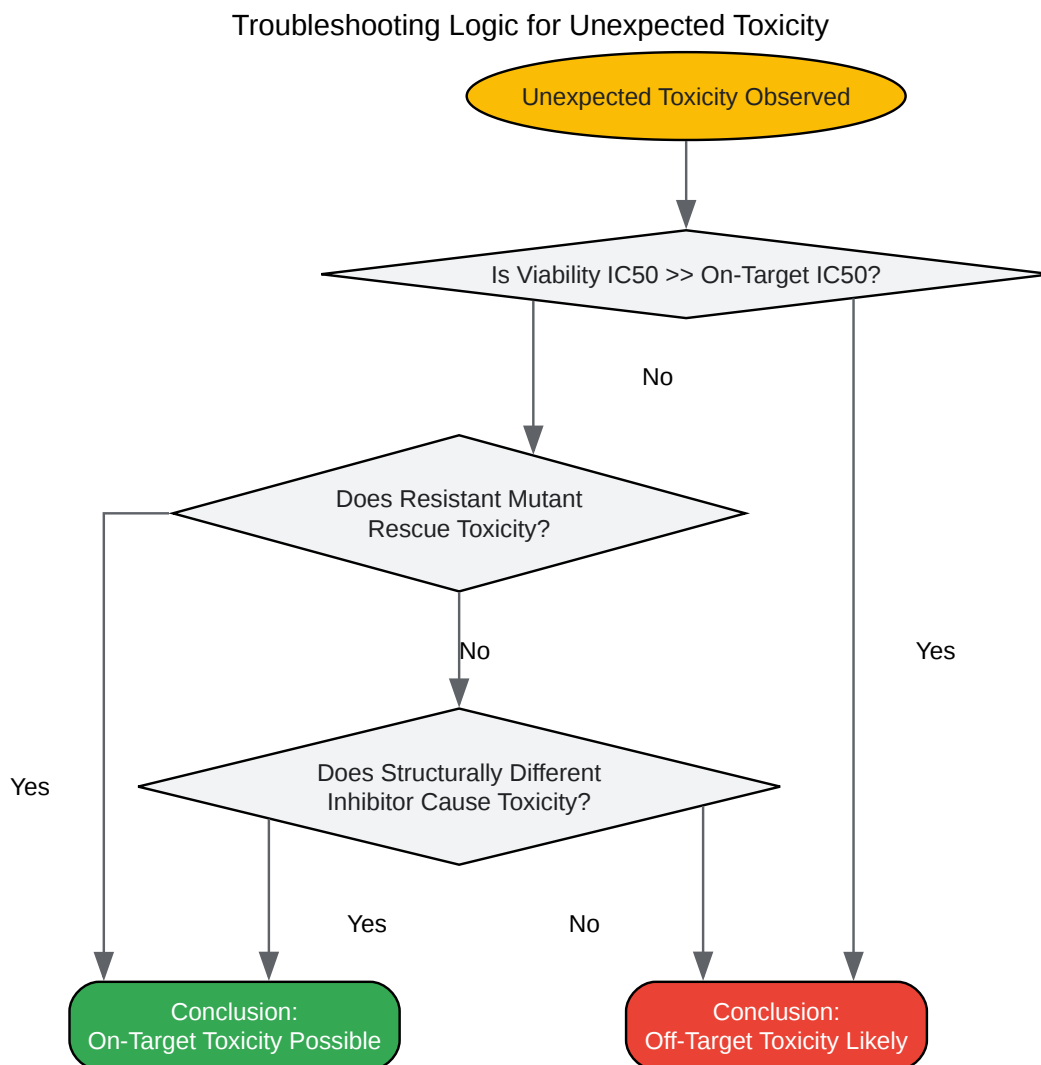 Troubleshooting Logic for Unexpected Toxicity
Unexpected Toxicity Observed
Is Viability IC50 >> On-Target IC50?
No
Does Resistant Mutant
Rescue Toxicity?
No
Yes
Does Structurally Different
Inhibitor Cause Toxicity?
Yes
Yes
No
Conclusion:
On-Target Toxicity Possible
Conclusion:
Off-Target Toxicity Likely